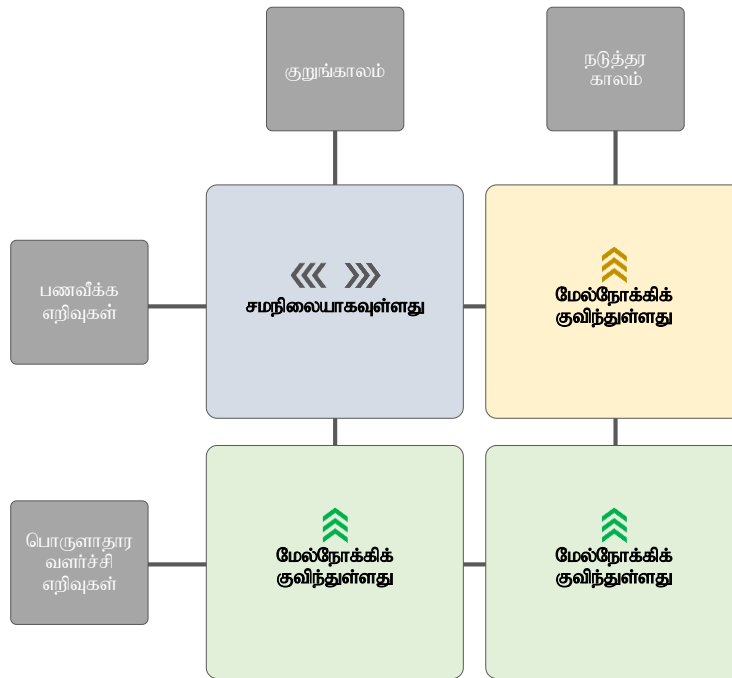 குறுங்காலம்
நடுத்தர
காலம்
பணவீக்க
எறிவுகள்
சமநிலையாகவுள்ளது
மேல்நோக்கிக்
குவிந்துள்ளது
பொருளாதார
வளர்ச்சி
எறிவுகள்
மேல்நோக்கிக்
குவிந்துள்ளது
மேல்நோக்கிக்
குவிந்துள்ளது